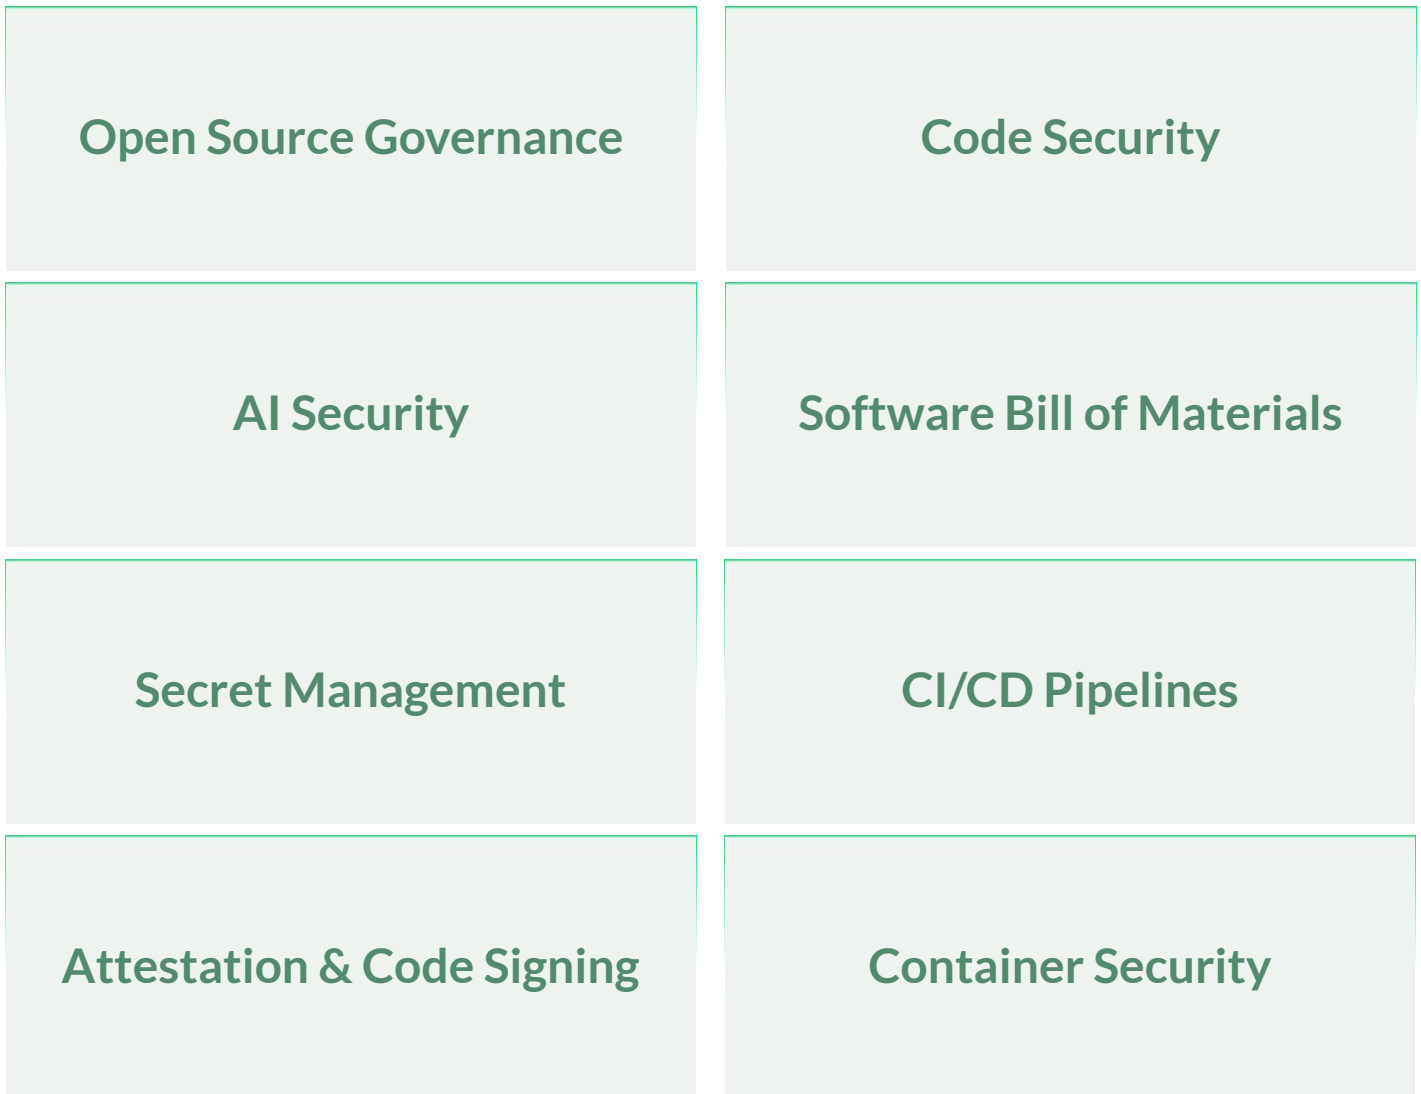 Open Source Governance
Code Security
AI Security
Software Bill of Materials
Secret Management
CI/CD Pipelines
Attestation & Code Signing
Container Security